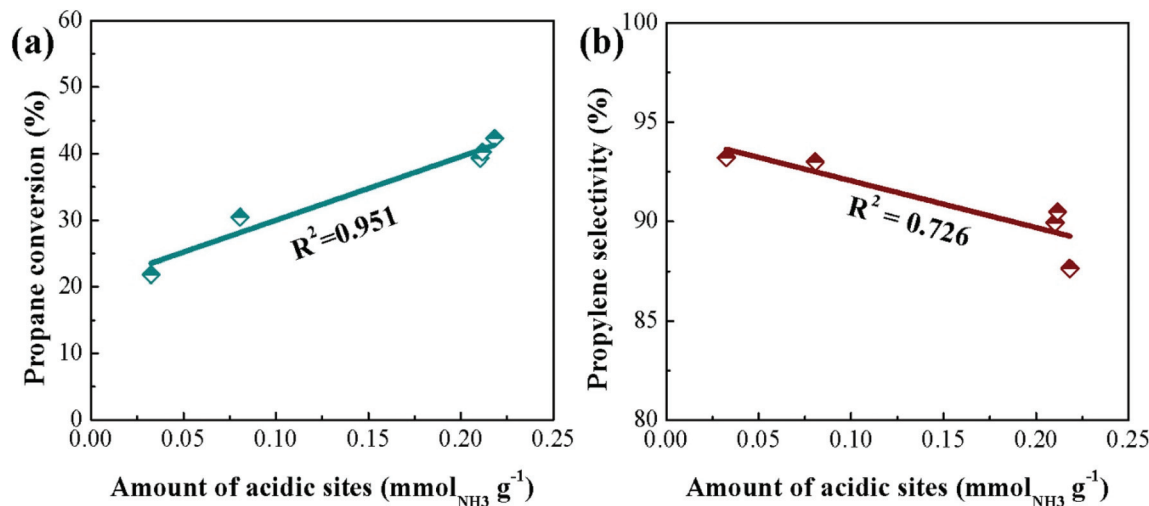 (a)
Propane conversion (%)
60
50
40
30
20
10
0
R²=0.951
0.00 0.05 0.10 0.15 0.20 0.25
Amount of acidic sites (mmol_NH3 g⁻¹)
(b)
Propylene selectivity (%)
100
95
90
85
80
R² = 0.726
0.00 0.05 0.10 0.15 0.20 0.25
Amount of acidic sites (mmol_NH3 g⁻¹)